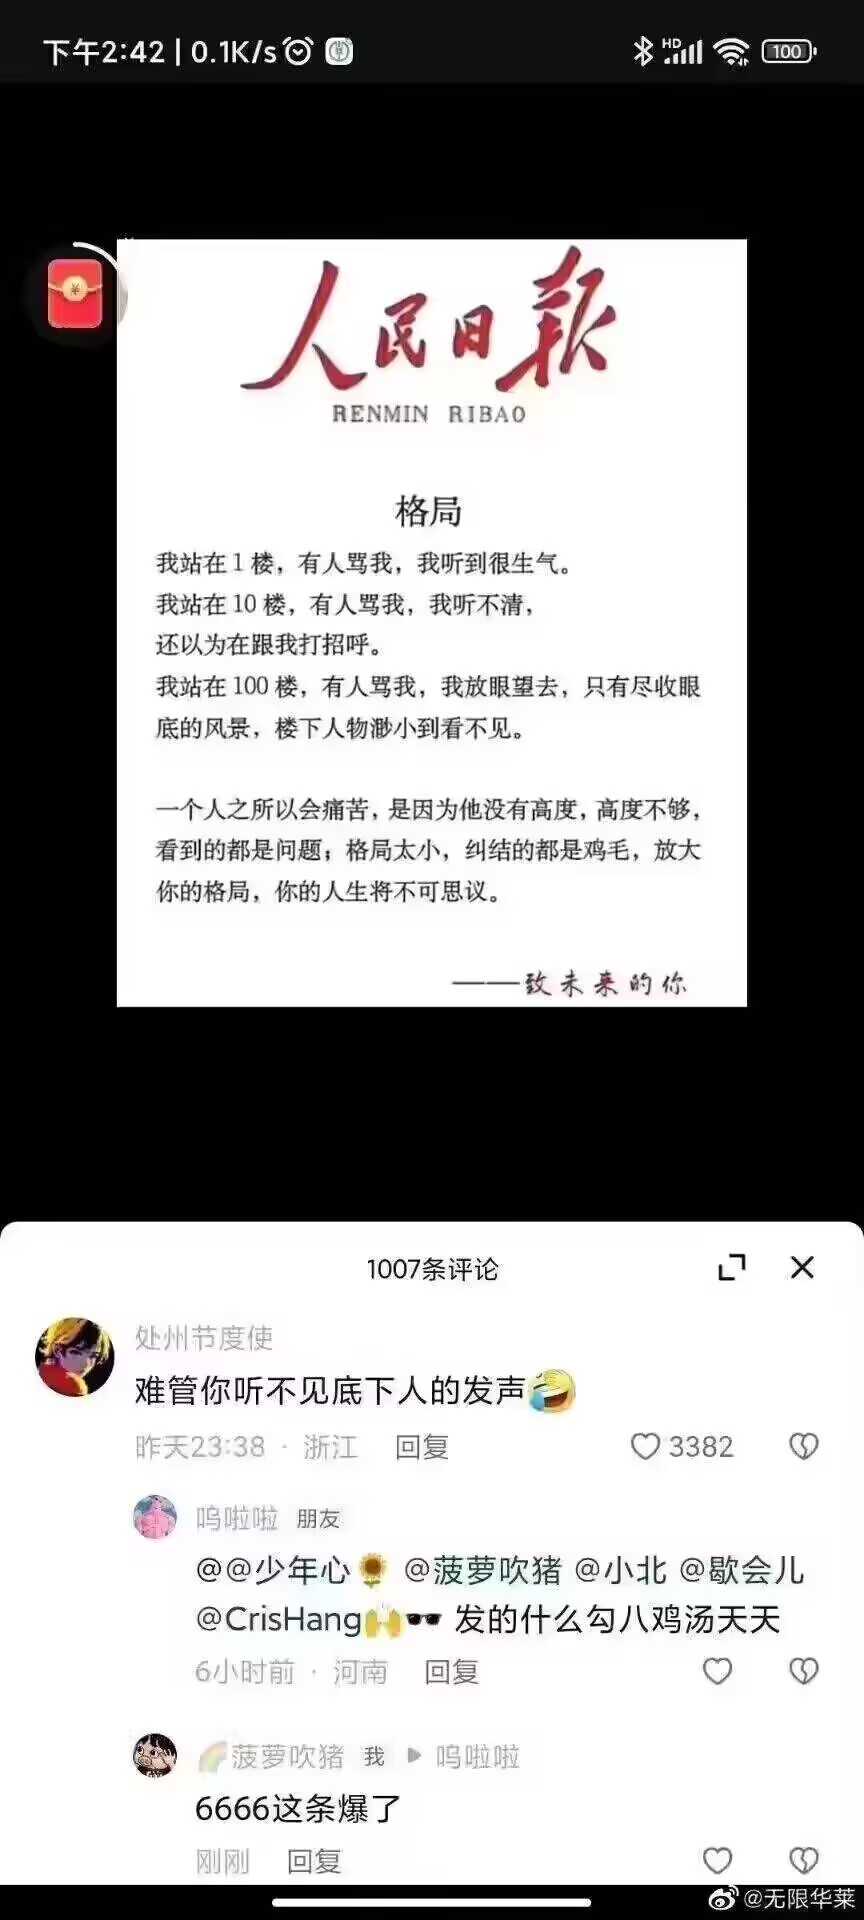 下午2:42 | 0.1K/s
HD
100
人民日報
RENMIN RIBAO
格局
我站在1楼，有人骂我，我听到很生气。
我站在10楼，有人骂我，我听不清，
还以为在跟我打招呼。
我站在100楼，有人骂我，我放眼望去，只有尽收眼
底的风景，楼下人物渺小到看不见。
一个人之所以会痛苦，是因为他没有高度，高度不够，
看到的都是问题；格局太小，纠结的都是鸡毛，放大
你的格局，你的人生将不可思议。
——致未来的你
1007条评论
处州节度使
难管你听不见底下人的发声🤣
昨天23:38 · 浙江 回复 3382
呜啦啦 朋友
@@少年心🌻 @菠萝吹猪 @小北 @歇会儿
@CrisHang🙌🕶️ 发的什么勾八鸡汤天天
6小时前 · 河南 回复
🌈菠萝吹猪 我 ▶ 呜啦啦
6666这条爆了
刚刚 回复
@无限华莱